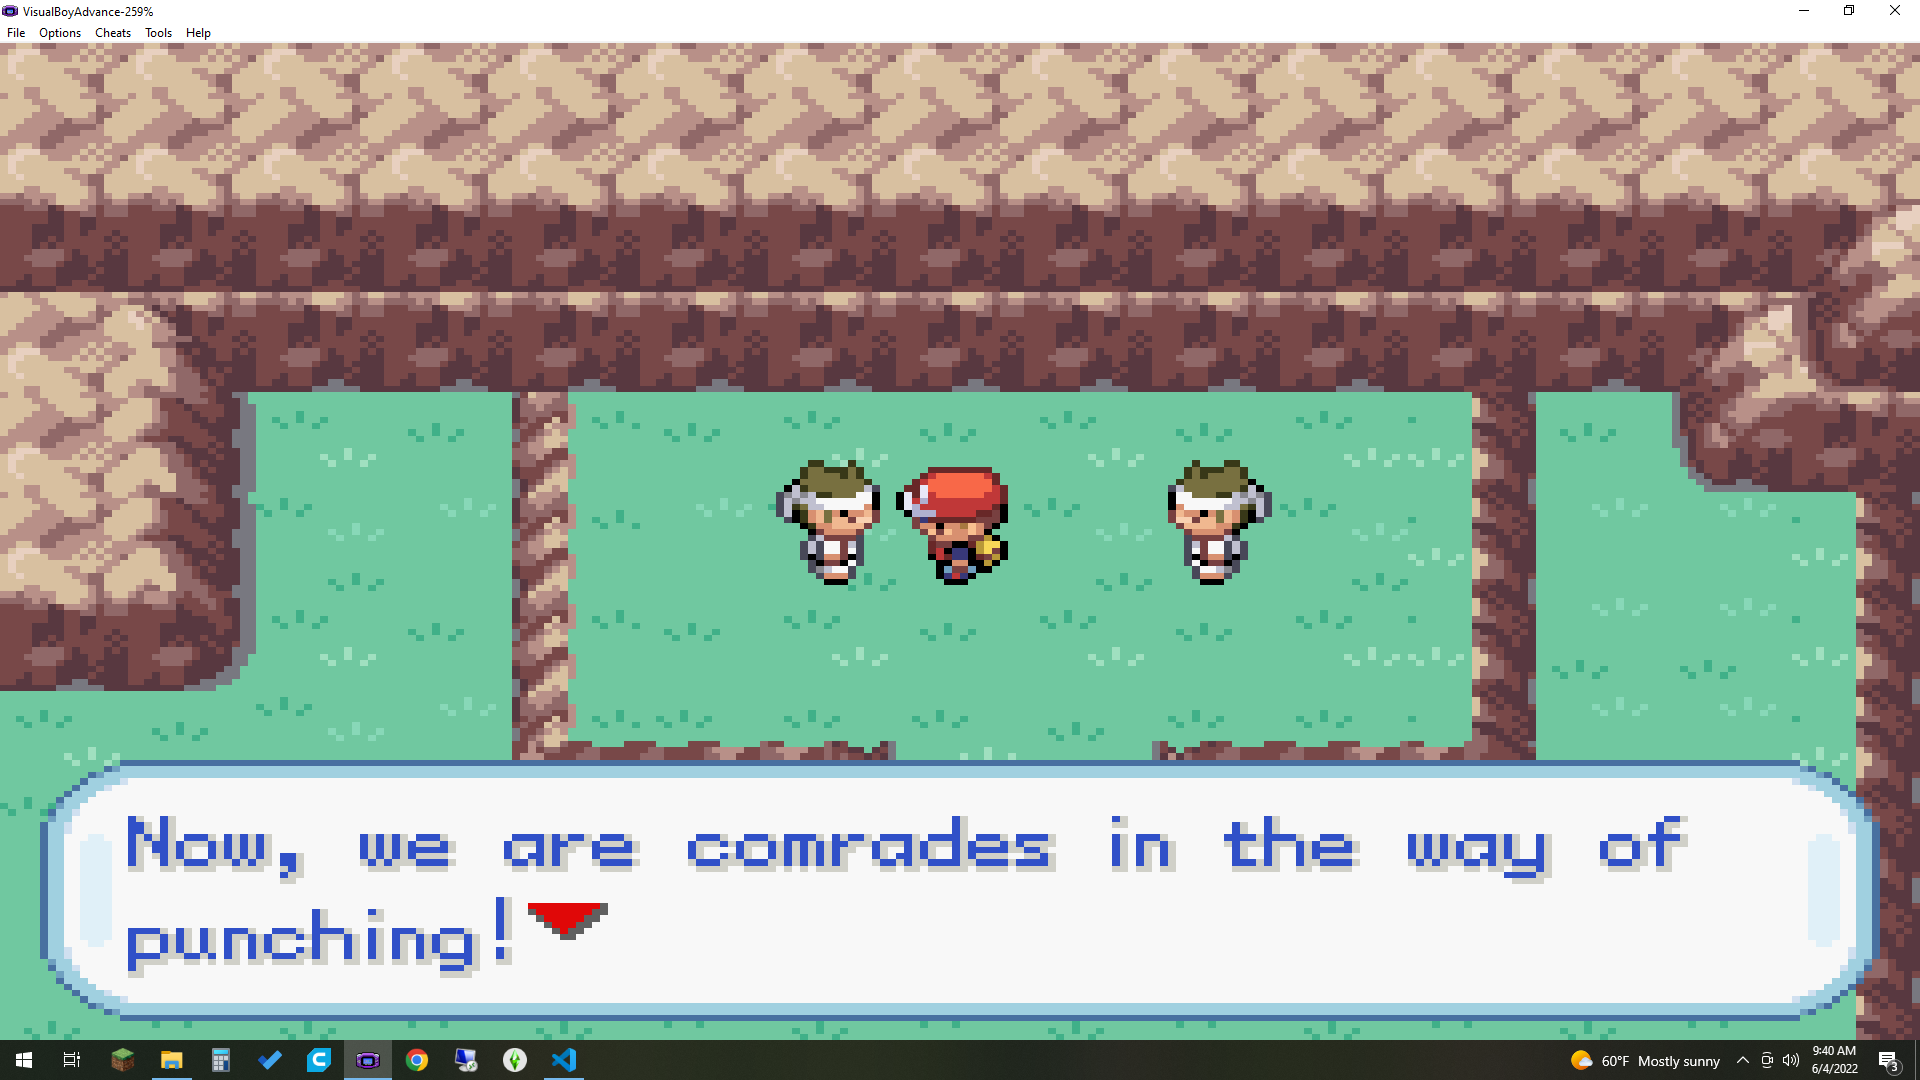 VisualBoyAdvance-259%
File Options Cheats Tools Help
Now, we are comrades in the way of
punching!
60°F Mostly sunny
9:40 AM
6/4/2022
3